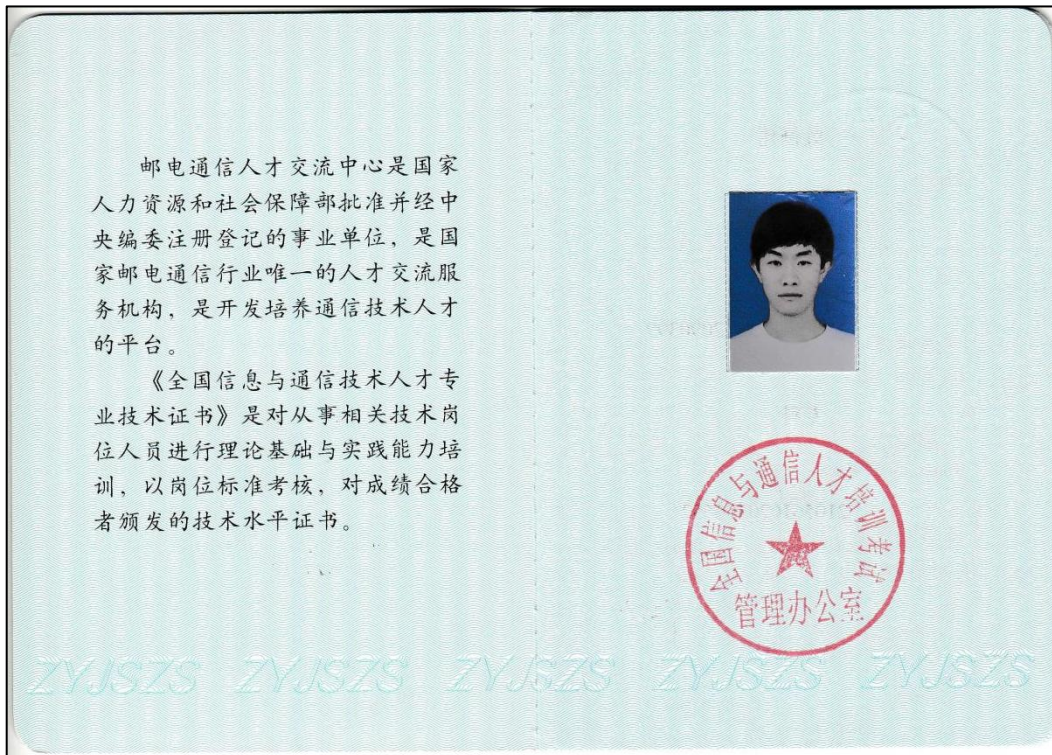 邮电通信人才交流中心是国家
人力资源和社会保障部批准并经中
央编委注册登记的事业单位，是国
家邮电通信行业唯一的人才交流服
务机构，是开发培养通信技术人才
的平台。
《全国信息与通信技术人才专
业技术证书》是对从事相关技术岗
位人员进行理论基础与实践能力培
训，以岗位标准考核，对成绩合格
者颁发的技术水平证书。
全国信息与通信人才培训考试
管理办公室
ZYJSZS ZYJSZS ZYJSZS ZYJSZS ZYJSZS